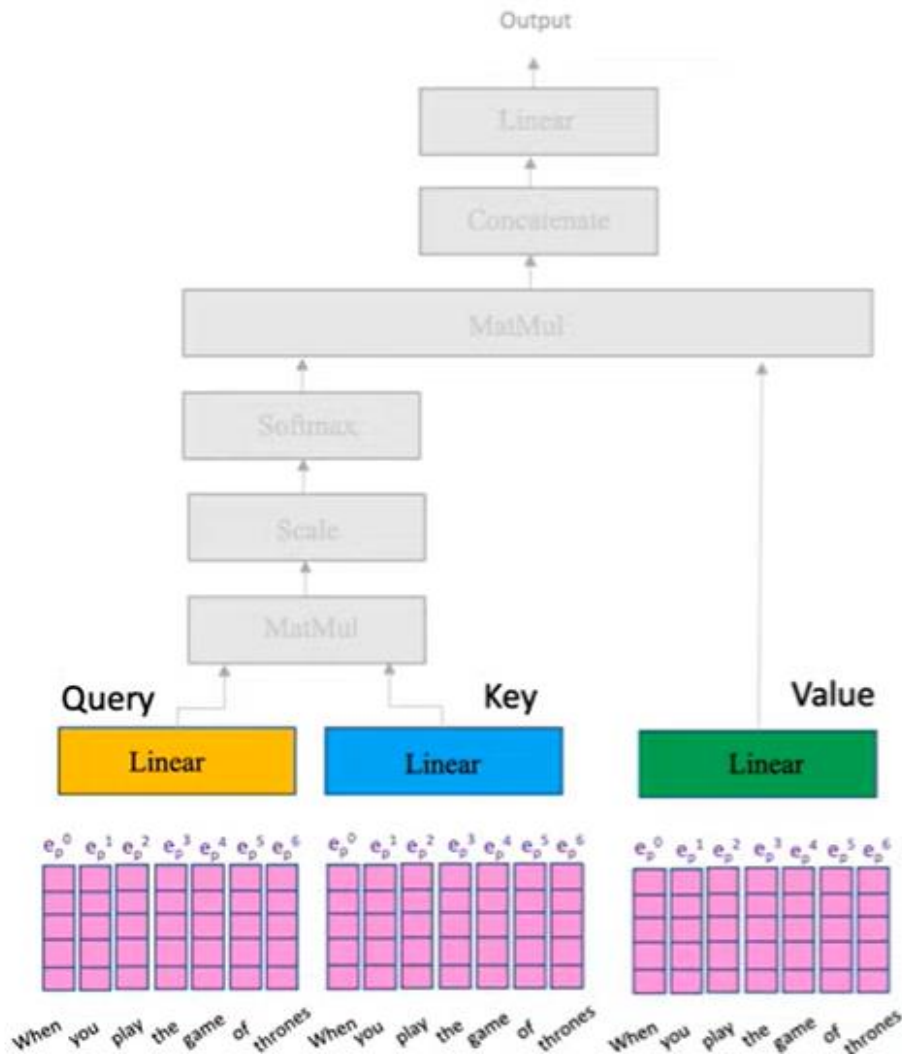 Output
Linear
Concatenate
MatMul
Softmax
Scale
MatMul
Query Key Value
Linear Linear Linear
eₚ⁰ eₚ¹ eₚ² eₚ³ eₚ⁴ eₚ⁵ eₚ⁶ eₚ⁰ eₚ¹ eₚ² eₚ³ eₚ⁴ eₚ⁵ eₚ⁶ eₚ⁰ eₚ¹ eₚ² eₚ³ eₚ⁴ eₚ⁵ eₚ⁶
When you play the game of thrones When you play the game of thrones When you play the game of thrones